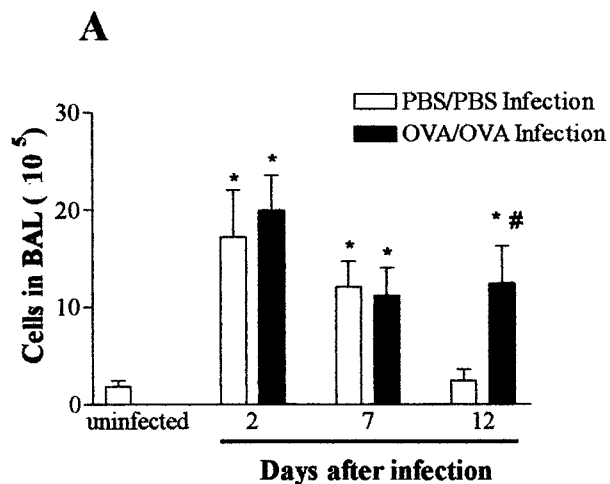 A
30
20
10
0
Cells in BAL ( 10 5)
PBS/PBS Infection
OVA/OVA Infection
*
*
*
*
* #
uninfected 2 7 12
Days after infection